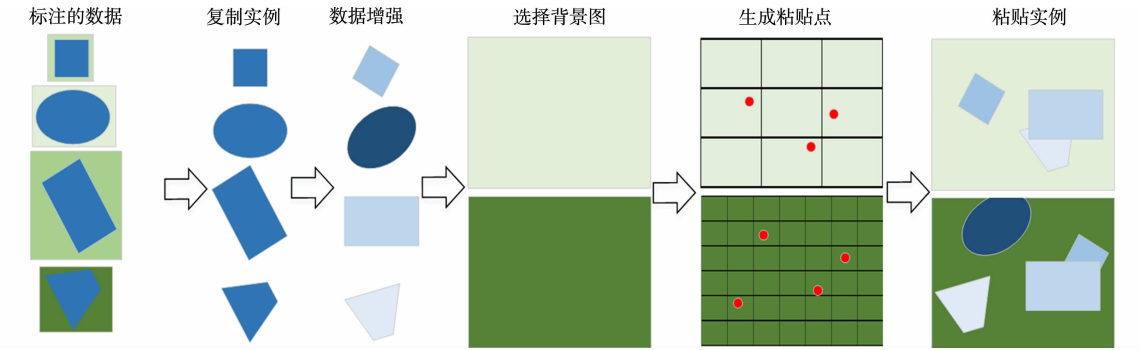 标注的数据
复制实例
数据增强
选择背景图
生成粘贴点
粘贴实例